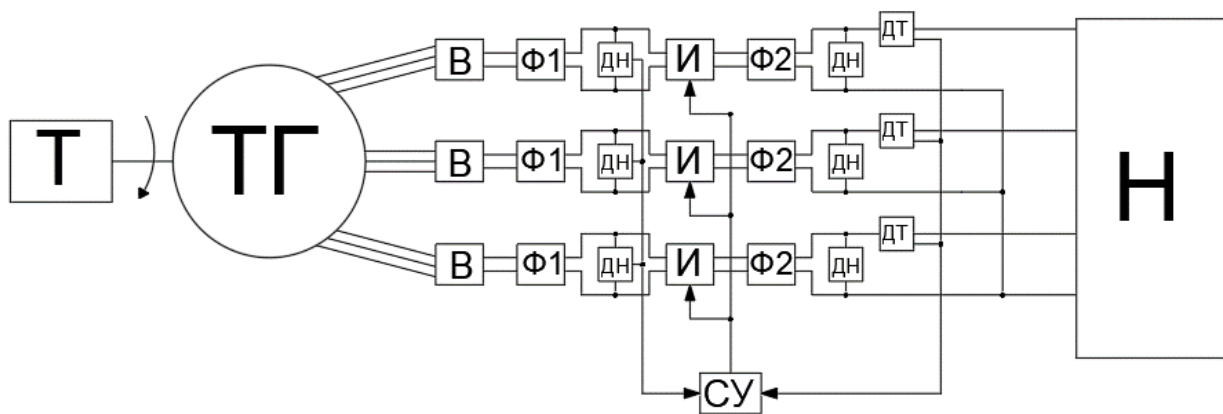 Т
ТГ
В Ф1 ДН И Ф2 ДН ДТ
В Ф1 ДН И Ф2 ДН ДТ
В Ф1 ДН И Ф2 ДН ДТ
СУ
Н